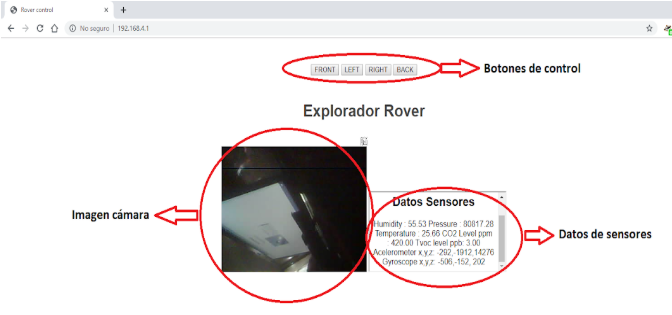 Rover control
No seguro | 192.168.4.1
FRONT LEFT RIGHT BACK
Botones de control
Explorador Rover
Imagen cámara
Datos Sensores
Humidity : 55.53 Pressure : 80817.28
Temperature : 25.66 CO2 Level ppm
: 420.00 Tvoc level ppb: 3.00
Acelerometer x,y,z: -292,-1912,14276
Gyroscope x,y,z: -506,-152, 202
Datos de sensores